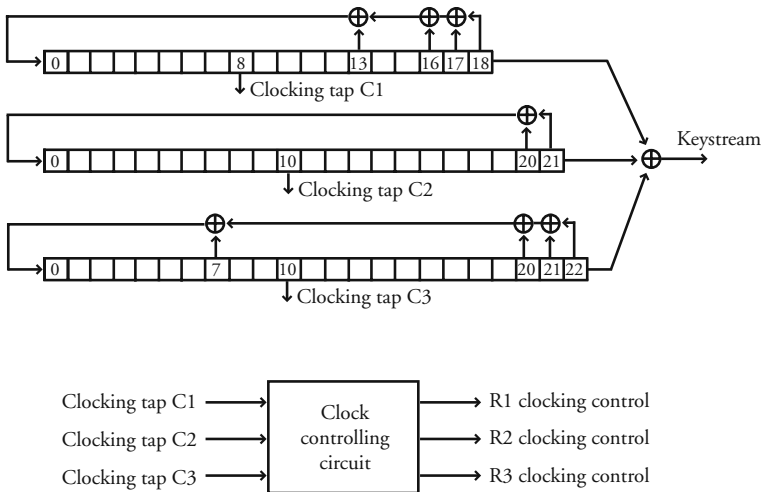 0 8 13 16 17 18
Clocking tap C1
0 10 20 21
Clocking tap C2
Keystream
0 7 10 20 21 22
Clocking tap C3
Clocking tap C1
Clocking tap C2
Clocking tap C3
Clock
controlling
circuit
R1 clocking control
R2 clocking control
R3 clocking control